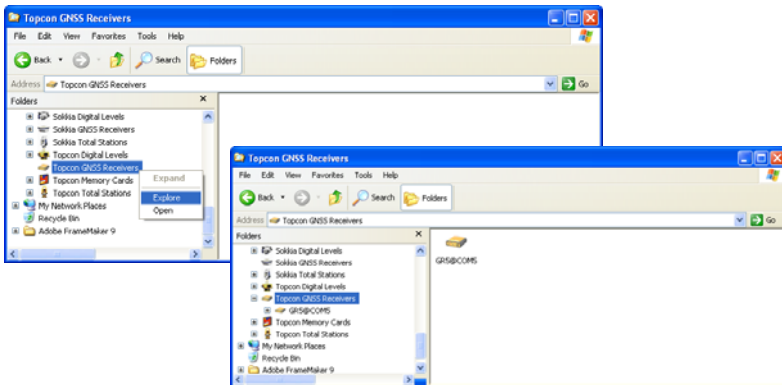 Topcon GNSS Receivers
File Edit View Favorites Tools Help
Back Search Folders
Address Topcon GNSS Receivers Go
Folders
Sokkia Digital Levels
Sokkia GNSS Receivers
Sokkia Total Stations
Topcon Digital Levels
Topcon GNSS Receivers
Topcon Memory Cards
Topcon Total Stations
My Network Places
Recycle Bin
Adobe FrameMaker 9
Expand
Explore
Open
Topcon GNSS Receivers
File Edit View Favorites Tools Help
Back Search Folders
Address Topcon GNSS Receivers Go
Folders
Sokkia Digital Levels
Sokkia GNSS Receivers
Sokkia Total Stations
Topcon Digital Levels
Topcon GNSS Receivers
GR5@COM5
Topcon Memory Cards
Topcon Total Stations
My Network Places
Recycle Bin
Adobe FrameMaker 9
GR5@COM5